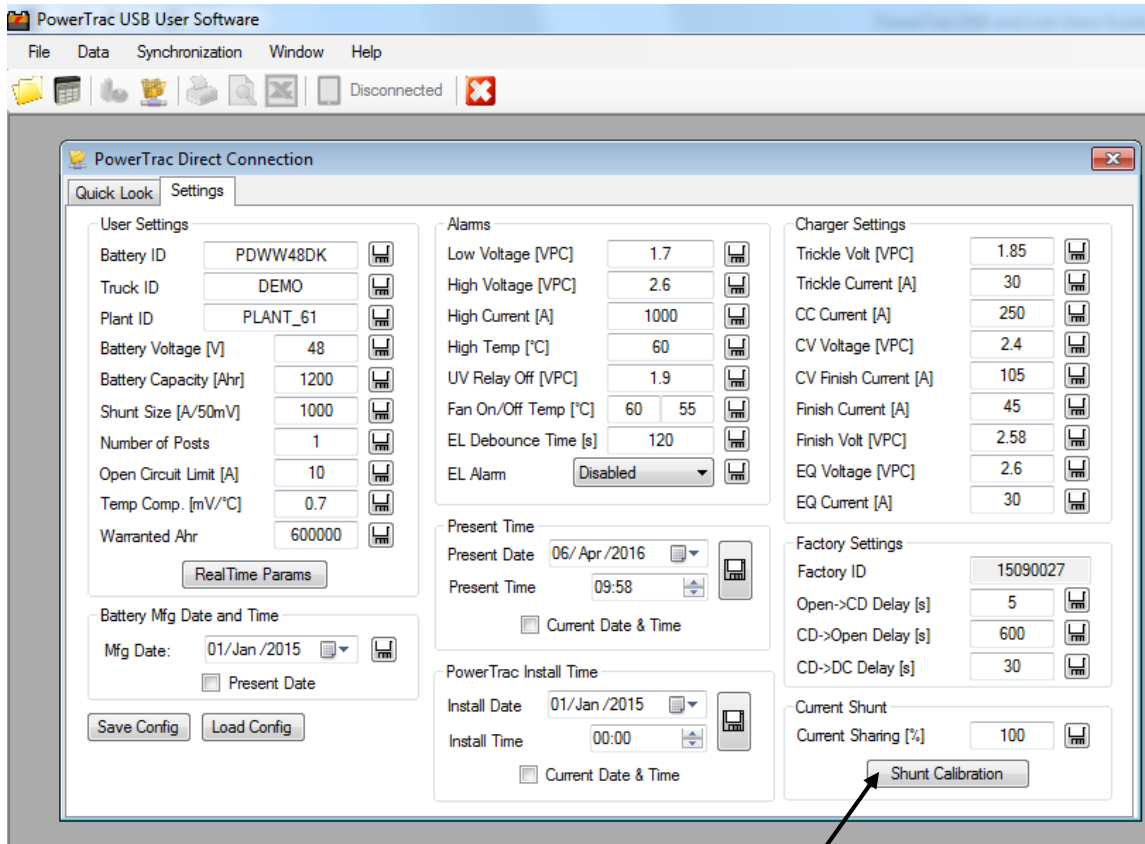 PowerTrac USB User Software
File Data Synchronization Window Help
Disconnected
PowerTrac Direct Connection
Quick Look Settings
User Settings
Battery ID PDWW48DK
Truck ID DEMO
Plant ID PLANT_61
Battery Voltage [V] 48
Battery Capacity [Ahr] 1200
Shunt Size [A/50mV] 1000
Number of Posts 1
Open Circuit Limit [A] 10
Temp Comp. [mV/°C] 0.7
Warranted Ahr 600000
RealTime Params
Battery Mfg Date and Time
Mfg Date: 01/Jan /2015
Present Date
Save Config Load Config
Alarms
Low Voltage [VPC] 1.7
High Voltage [VPC] 2.6
High Current [A] 1000
High Temp [°C] 60
UV Relay Off [VPC] 1.9
Fan On/Off Temp [°C] 60 55
EL Debounce Time [s] 120
EL Alarm Disabled
Present Time
Present Date 06/ Apr /2016
Present Time 09:58
Current Date & Time
PowerTrac Install Time
Install Date 01/Jan /2015
Install Time 00:00
Current Date & Time
Charger Settings
Trickle Volt [VPC] 1.85
Trickle Current [A] 30
CC Current [A] 250
CV Voltage [VPC] 2.4
CV Finish Current [A] 105
Finish Current [A] 45
Finish Volt [VPC] 2.58
EQ Voltage [VPC] 2.6
EQ Current [A] 30
Factory Settings
Factory ID 15090027
Open->CD Delay [s] 5
CD->Open Delay [s] 600
CD->DC Delay [s] 30
Current Shunt
Current Sharing [%] 100
Shunt Calibration